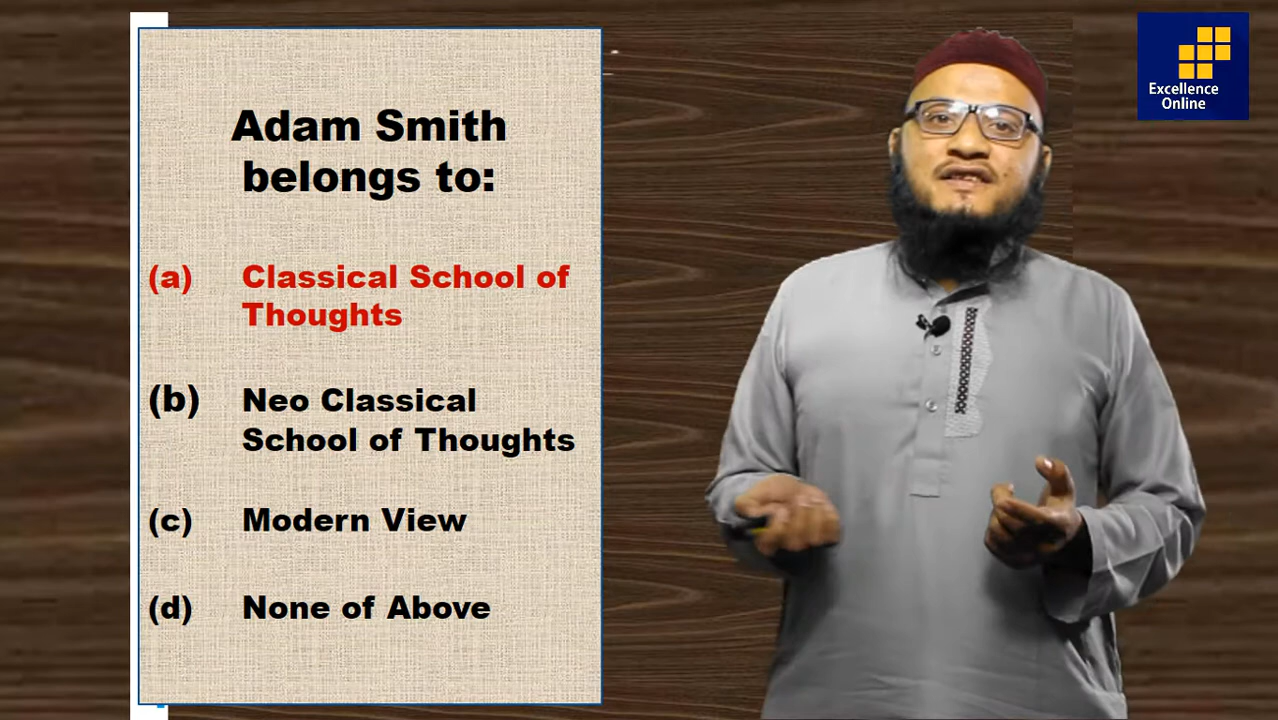 Adam Smith
belongs to:
(a) Classical School of
Thoughts
(b) Neo Classical
School of Thoughts
(c) Modern View
(d) None of Above
Excellence
Online